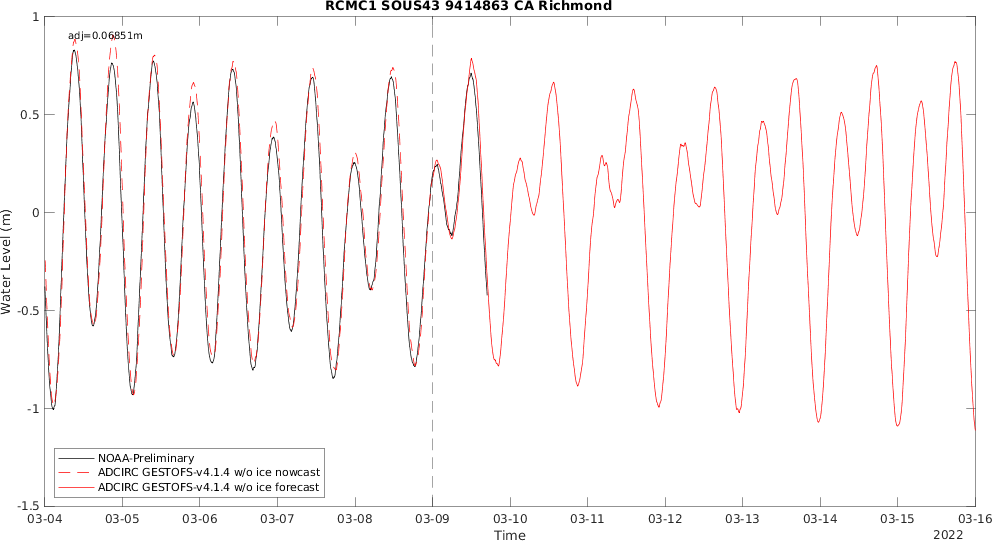 RCMC1 SOUS43 9414863 CA Richmond
adj=0.06851m
1
0.5
0
-0.5
-1
-1.5
Water Level (m)
NOAA-Preliminary
ADCIRC GESTOFS-v4.1.4 w/o ice nowcast
ADCIRC GESTOFS-v4.1.4 w/o ice forecast
03-04 03-05 03-06 03-07 03-08 03-09 03-10 03-11 03-12 03-13 03-14 03-15 03-16
Time
2022